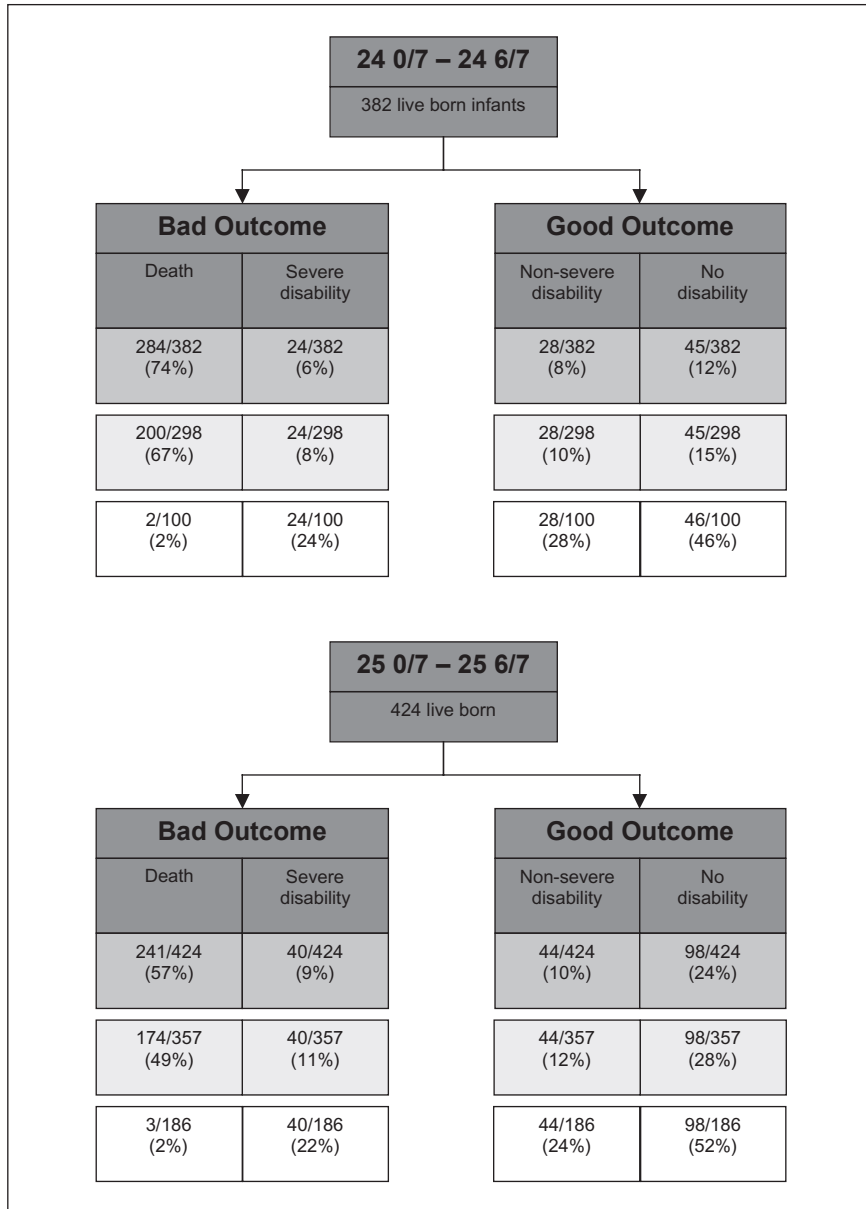 24 0/7 – 24 6/7
382 live born infants
Bad Outcome
Death
Severe
disability
284/382
(74%)
24/382
(6%)
200/298
(67%)
24/298
(8%)
2/100
(2%)
24/100
(24%)
Good Outcome
Non-severe
disability
No
disability
28/382
(8%)
45/382
(12%)
28/298
(10%)
45/298
(15%)
28/100
(28%)
46/100
(46%)
25 0/7 – 25 6/7
424 live born
Bad Outcome
Death
Severe
disability
241/424
(57%)
40/424
(9%)
174/357
(49%)
40/357
(11%)
3/186
(2%)
40/186
(22%)
Good Outcome
Non-severe
disability
No
disability
44/424
(10%)
98/424
(24%)
44/357
(12%)
98/357
(28%)
44/186
(24%)
98/186
(52%)